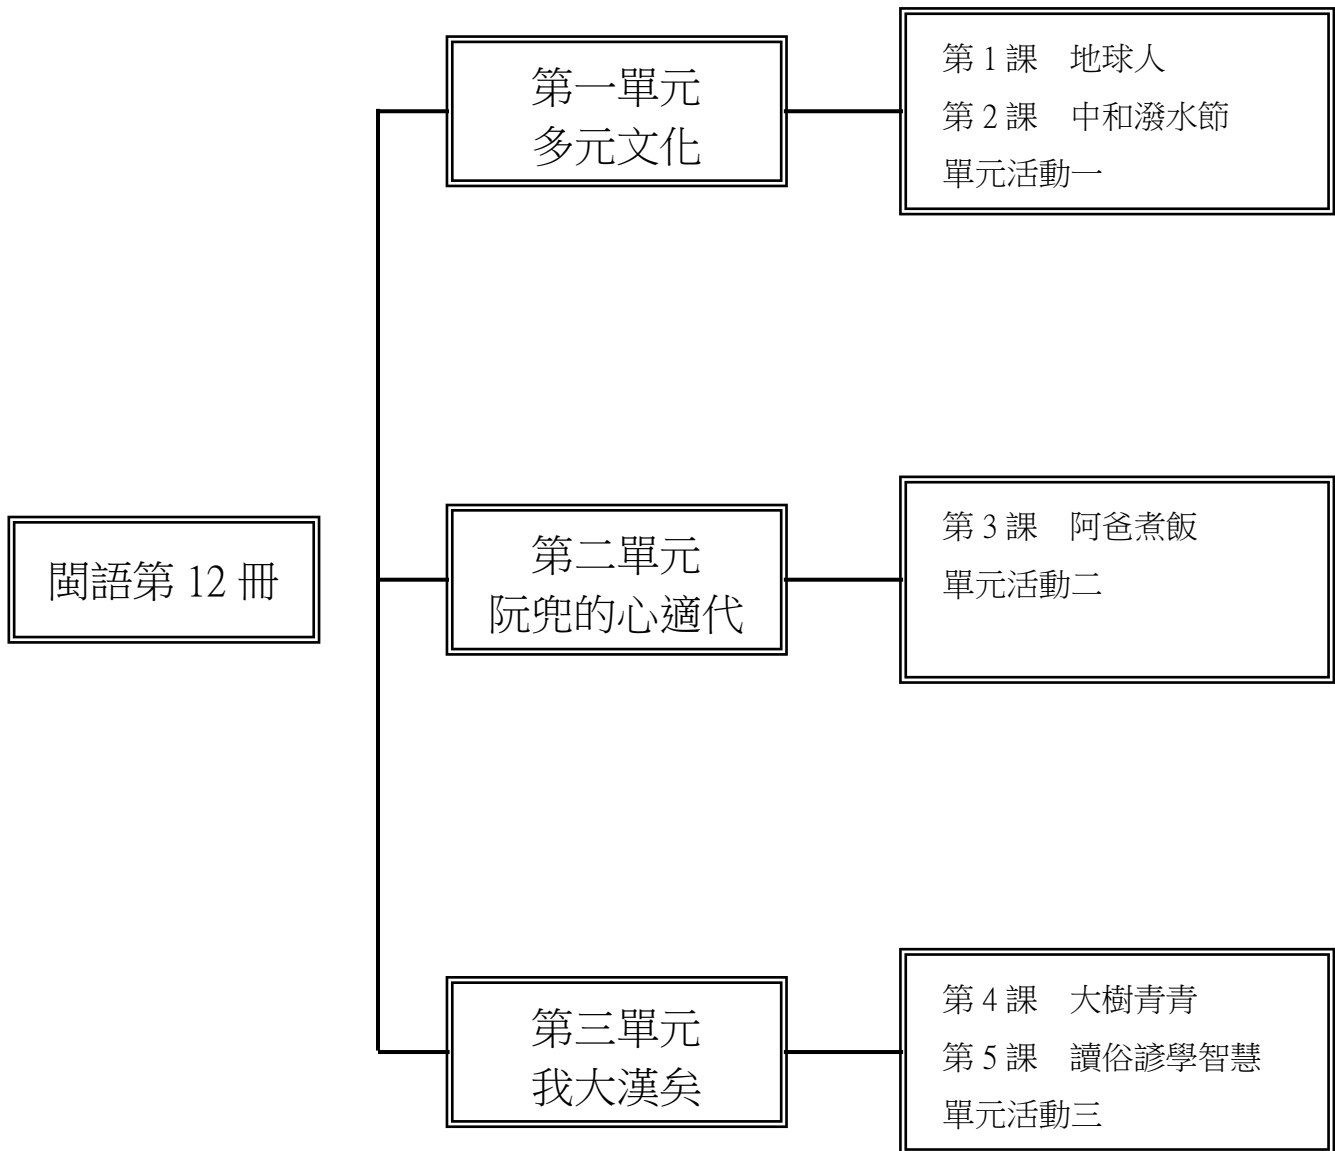 閩語第 12 冊
第一單元
多元文化
第 1 課　地球人
第 2 課　中和潑水節
單元活動一
第二單元
阮兜的心適代
第 3 課　阿爸煮飯
單元活動二
第三單元
我大漢矣
第 4 課　大樹青青
第 5 課　讀俗諺學智慧
單元活動三